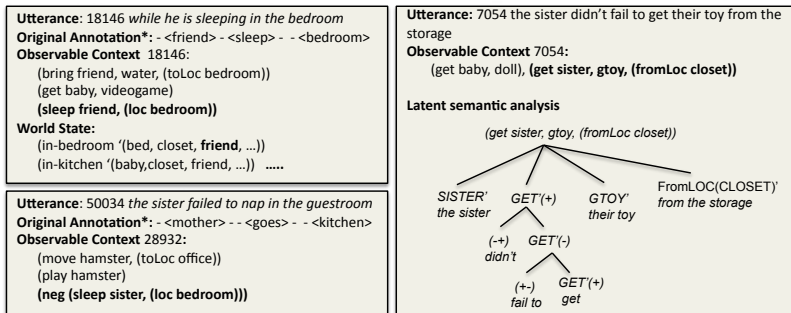 Utterance: 18146 while he is sleeping in the bedroom
Original Annotation*: - <friend> - <sleep> - - <bedroom>
Observable Context 18146:
(bring friend, water, (toLoc bedroom))
(get baby, videogame)
(sleep friend, (loc bedroom))
World State:
(in-bedroom '(bed, closet, friend, ...))
(in-kitchen '(baby,closet, friend, ...)) .....
Utterance: 50034 the sister failed to nap in the guestroom
Original Annotation*: - <mother> - - <goes> - - <kitchen>
Observable Context 28932:
(move hamster, (toLoc office))
(play hamster)
(neg (sleep sister, (loc bedroom)))
Utterance: 7054 the sister didn't fail to get their toy from the
storage
Observable Context 7054:
(get baby, doll), (get sister, gtoy, (fromLoc closet))
Latent semantic analysis
(get sister, gtoy, (fromLoc closet))
SISTER' GET'(+) GTOY' FromLOC(CLOSET)'
the sister their toy from the storage
(-+) GET'(-)
didn't
(+-) GET'(+)
fail to get